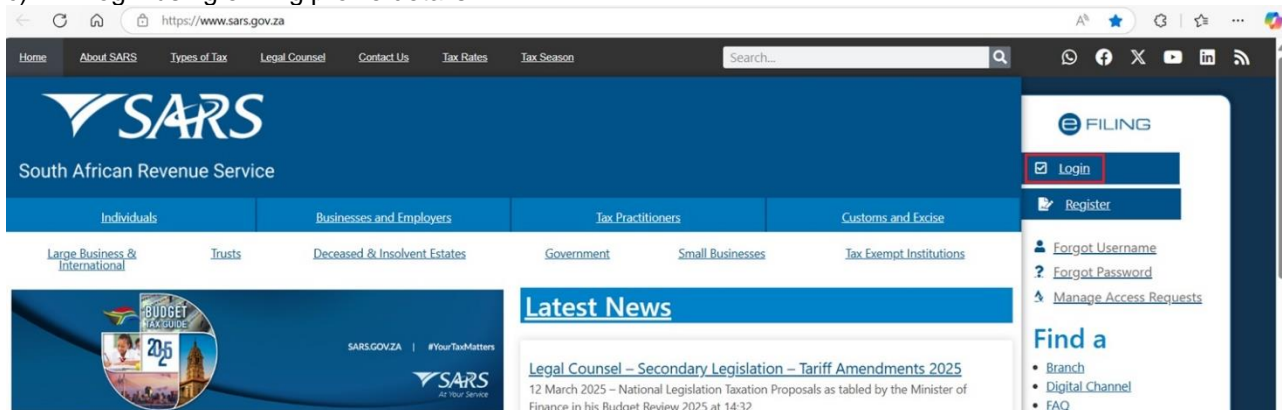 https://www.sars.gov.za
Home About SARS Types of Tax Legal Counsel Contact Us Tax Rates Tax Season Search...
SARS
South African Revenue Service
Individuals Businesses and Employers Tax Practitioners Customs and Excise
Large Business & International Trusts Deceased & Insolvent Estates Government Small Businesses Tax Exempt Institutions
BUDGET
TAX GUIDE
2025
SARS.GOV.ZA | #YourTaxMatters
SARS
At Your Service
Latest News
Legal Counsel – Secondary Legislation – Tariff Amendments 2025
12 March 2025 – National Legislation Taxation Proposals as tabled by the Minister of
Finance in his Budget Review 2025 at 14:32
e FILING
Login
Register
Forgot Username
Forgot Password
Manage Access Requests
Find a
Branch
Digital Channel
FAQ